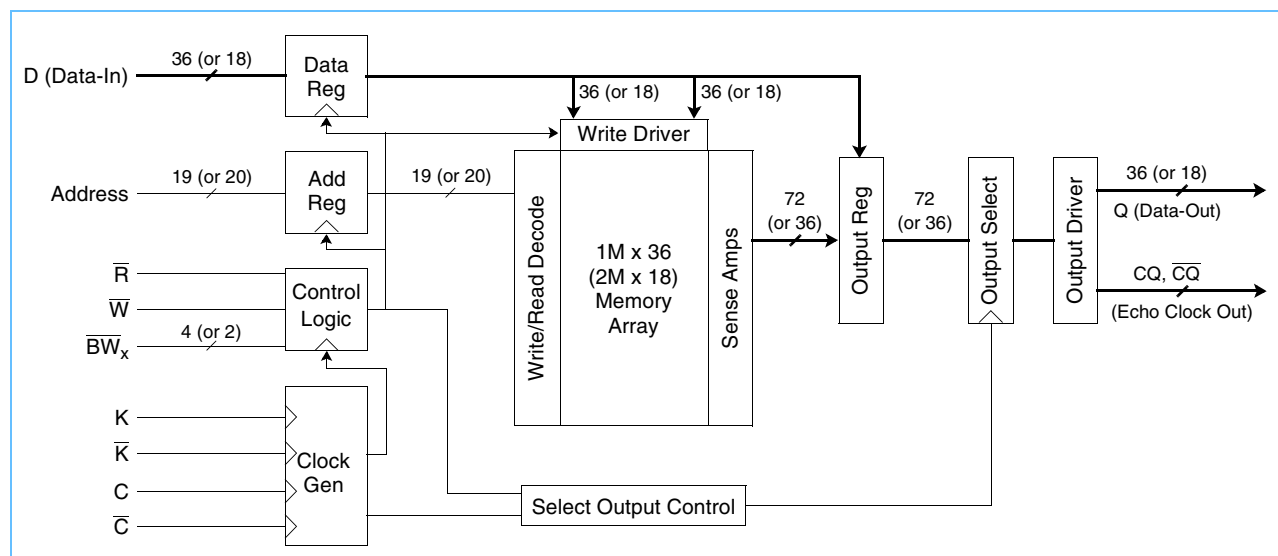 D (Data-In)
36 (or 18)
Data
Reg
36 (or 18)
36 (or 18)
Write Driver
Address
19 (or 20)
Add
Reg
19 (or 20)
Write/Read Decode
1M x 36
(2M x 18)
Memory
Array
Sense Amps
72
(or 36)
Output Reg
72
(or 36)
Output Select
Output Driver
36 (or 18)
Q (Data-Out)
CQ, C̅Q̅
(Echo Clock Out)
R̅
W̅
B̅W̅ₓ
4 (or 2)
Control
Logic
K
K̅
C
C̅
Clock
Gen
Select Output Control